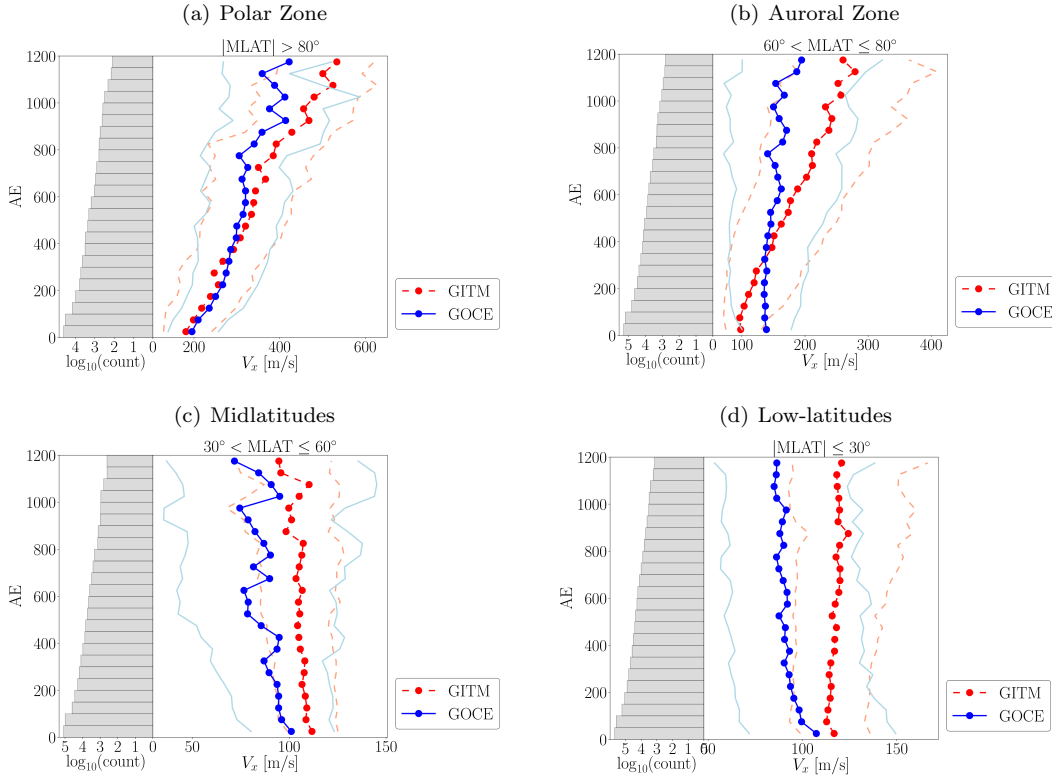 (a) Polar Zone
|MLAT| > 80°
1200
1000
800
600
400
200
0
AE
4 3 2 1 0
log₁₀(count)
200 400 600
Vₓ [m/s]
GITM
GOCE
(b) Auroral Zone
60° < MLAT ≤ 80°
1200
1000
800
600
400
200
0
AE
5 4 3 2 1 0
log₁₀(count)
100 200 300 400
Vₓ [m/s]
GITM
GOCE
(c) Midlatitudes
30° < MLAT ≤ 60°
1200
1000
800
600
400
200
0
AE
5 4 3 2 1 0
log₁₀(count)
50 100 150
Vₓ [m/s]
GITM
GOCE
(d) Low-latitudes
|MLAT| ≤ 30°
1200
1000
800
600
400
200
0
AE
5 4 3 2 1 0
log₁₀(count)
50 100 150
Vₓ [m/s]
GITM
GOCE